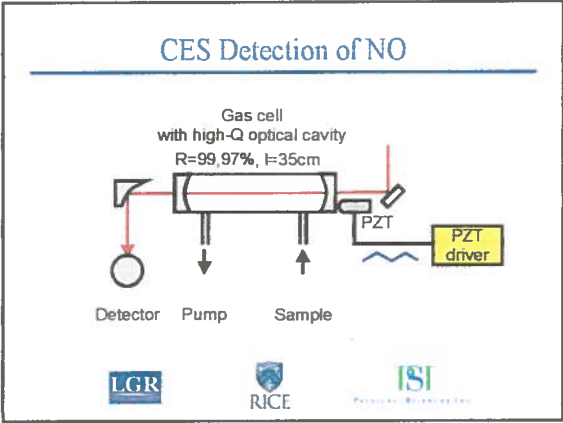 CES Detection of NO
Gas cell
with high-Q optical cavity
R=99,97%, l=35cm
PZT
PZT
driver
Detector Pump Sample
LGR
RICE
PSI